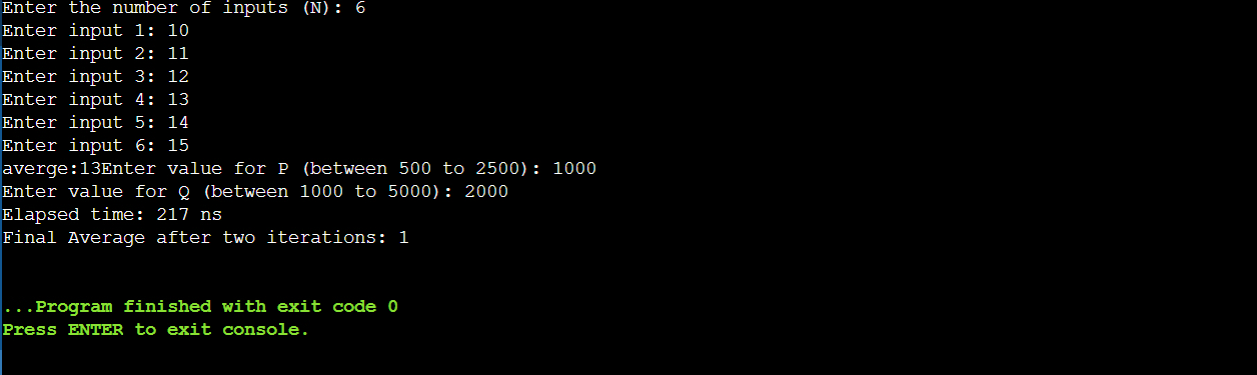 Enter the number of inputs (N): 6
Enter input 1: 10
Enter input 2: 11
Enter input 3: 12
Enter input 4: 13
Enter input 5: 14
Enter input 6: 15
averge:13Enter value for P (between 500 to 2500): 1000
Enter value for Q (between 1000 to 5000): 2000
Elapsed time: 217 ns
Final Average after two iterations: 1
...Program finished with exit code 0
Press ENTER to exit console.